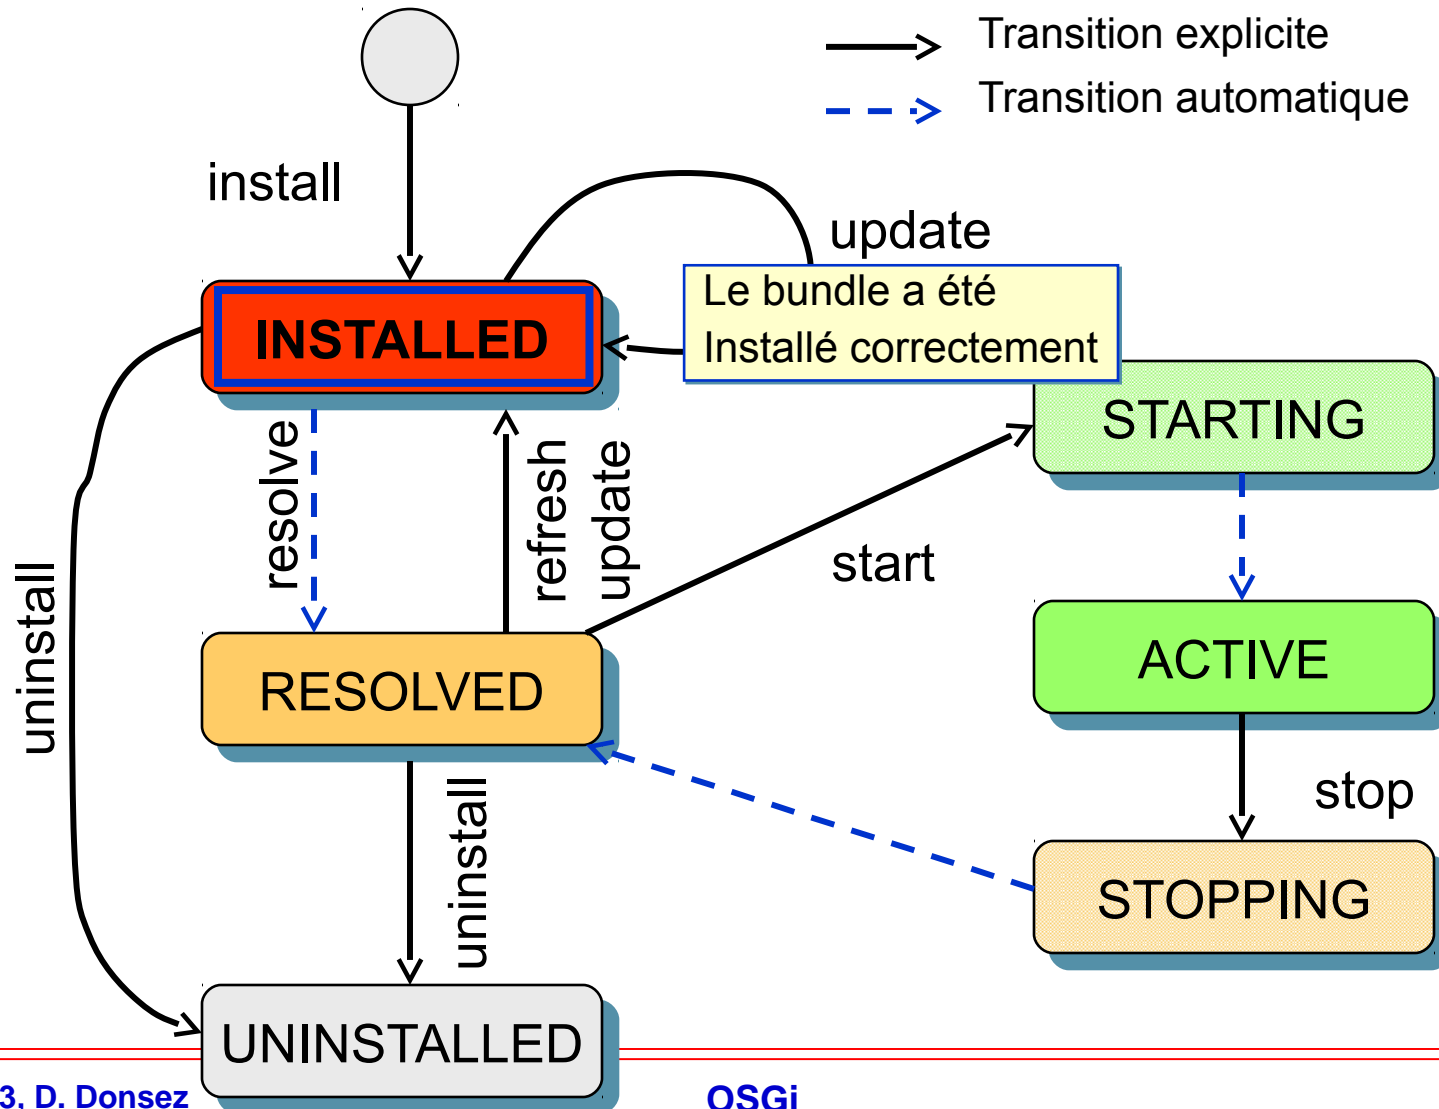 Transition explicite
Transition automatique
install
update
Le bundle a été
Installé correctement
INSTALLED
STARTING
resolve
refresh
update
start
uninstall
RESOLVED
ACTIVE
uninstall
stop
STOPPING
UNINSTALLED
3, D. Donsez
OSGi